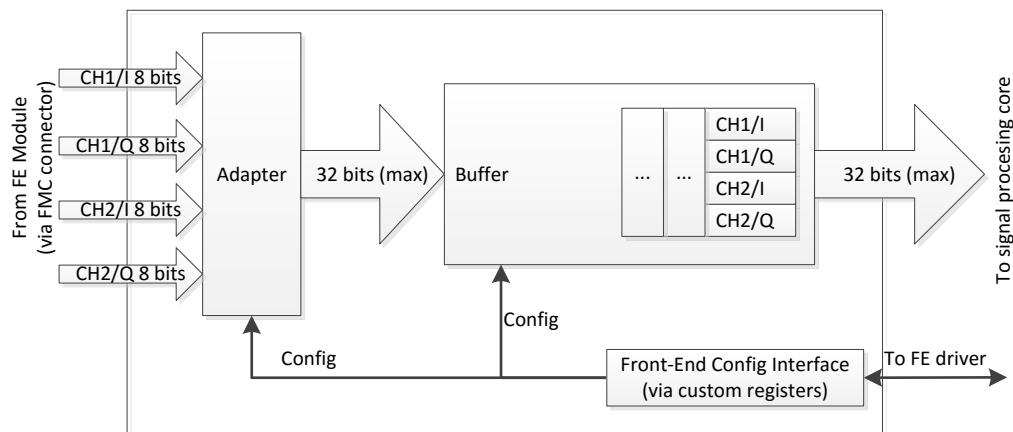 From FE Module
(via FMC connector)
CH1/I 8 bits
CH1/Q 8 bits
CH2/I 8 bits
CH2/Q 8 bits
Adapter
32 bits (max)
Buffer
...
...
CH1/I
CH1/Q
CH2/I
CH2/Q
32 bits (max)
To signal procesing core
Config
Config
Front-End Config Interface
(via custom registers)
To FE driver